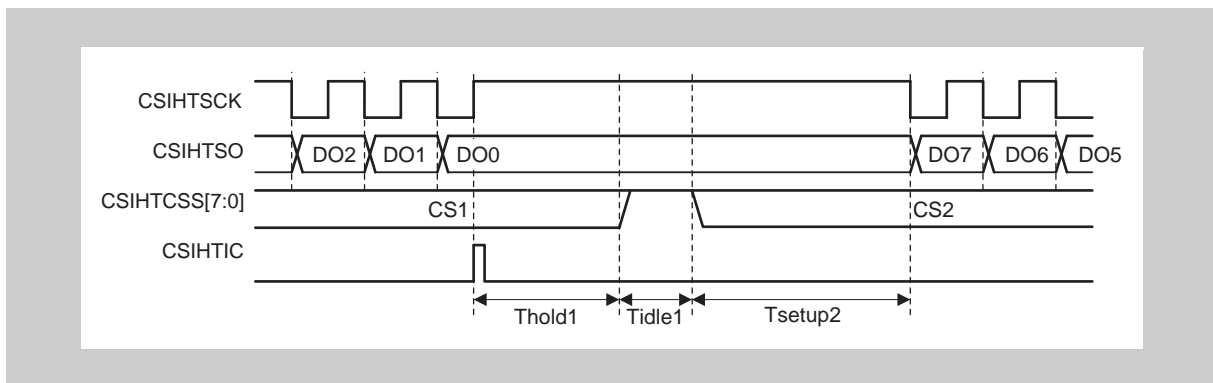 CSIHTSCK
CSIHTSO DO2 DO1 DO0 DO7 DO6 DO5
CSIHTCSS[7:0] CS1 CS2
CSIHTIC
Thold1 Tidle1 Tsetup2